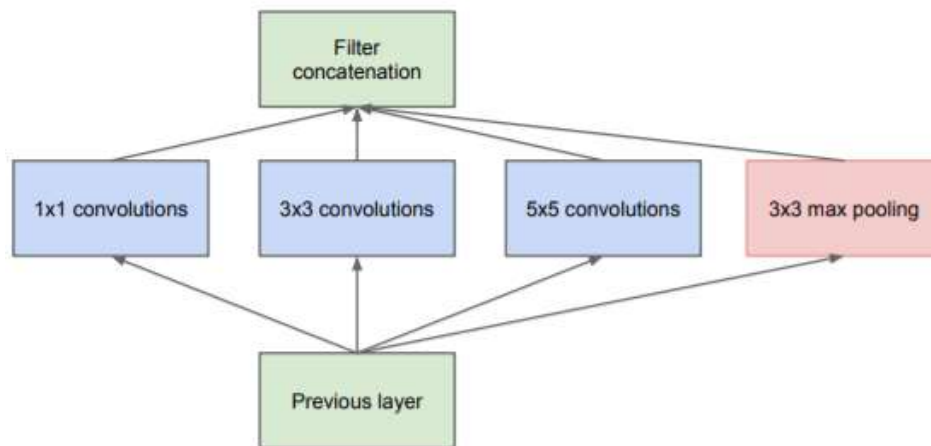 Filter
concatenation
1x1 convolutions
3x3 convolutions
5x5 convolutions
3x3 max pooling
Previous layer